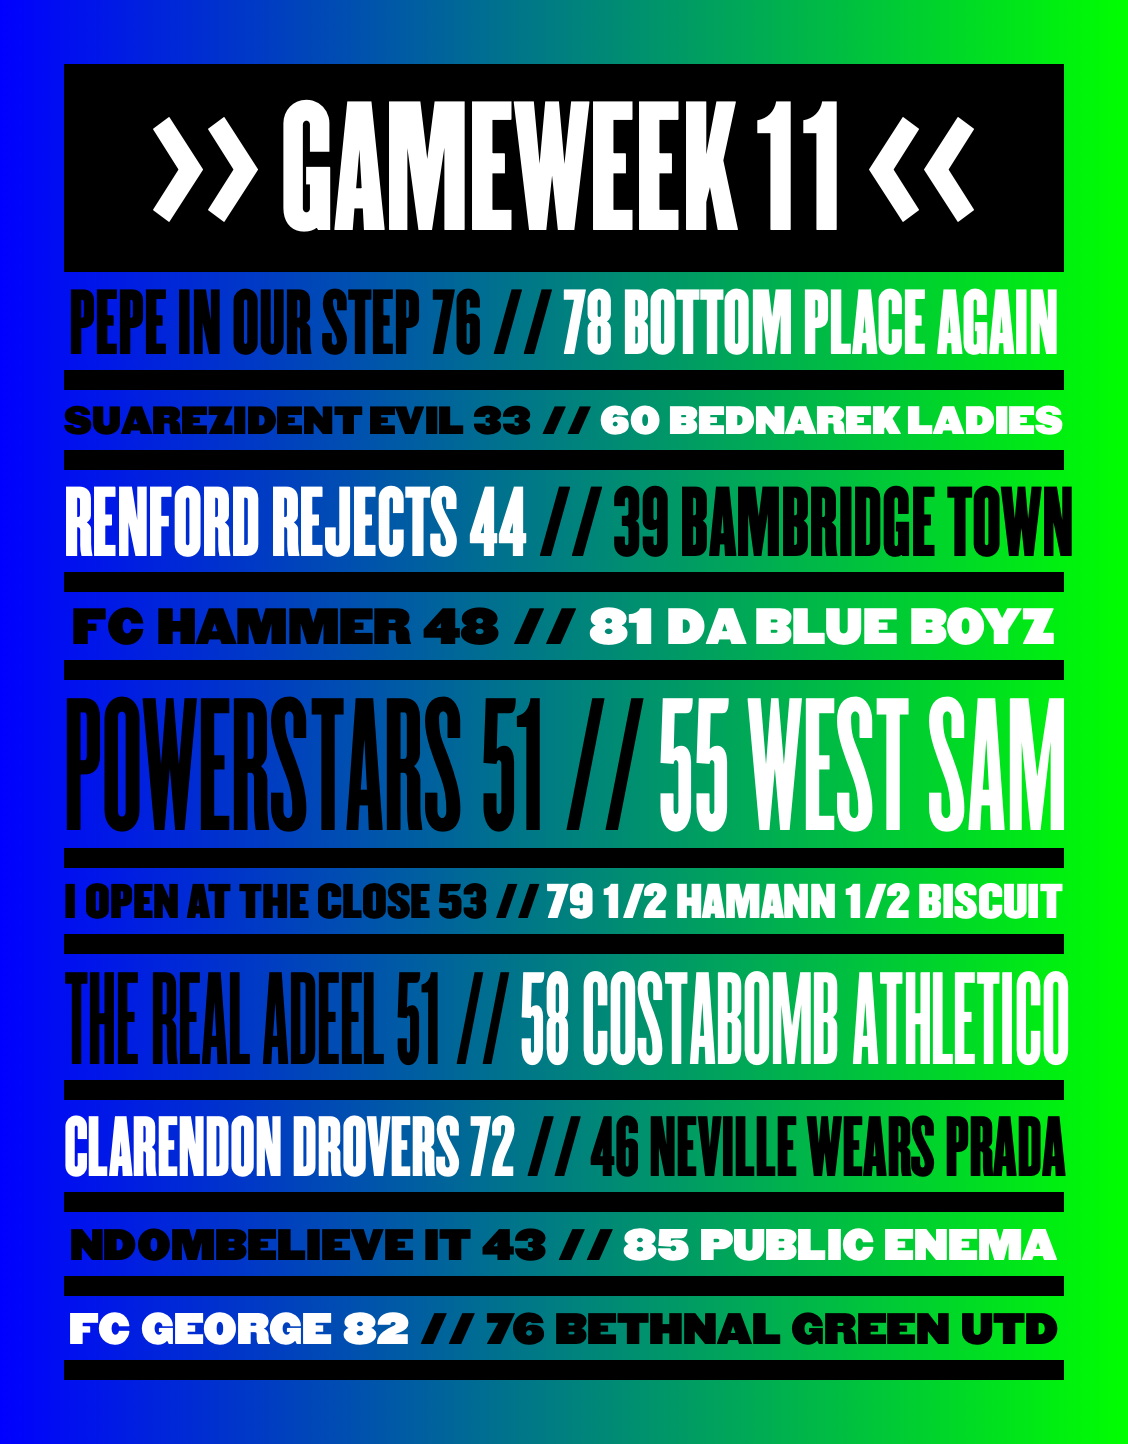 >> GAMEWEEK 11 <<
PEPE IN OUR STEP 76 // 78 BOTTOM PLACE AGAIN
SUAREZIDENT EVIL 33 // 60 BEDNAREK LADIES
RENFORD REJECTS 44 // 39 BAMBRIDGE TOWN
FC HAMMER 48 // 81 DA BLUE BOYZ
POWERSTARS 51 // 55 WEST SAM
I OPEN AT THE CLOSE 53 // 79 1/2 HAMANN 1/2 BISCUIT
THE REAL ADEEL 51 // 58 COSTABOMB ATHLETICO
CLARENDON DROVERS 72 // 46 NEVILLE WEARS PRADA
NDOMBELIEVE IT 43 // 85 PUBLIC ENEMA
FC GEORGE 82 // 76 BETHNAL GREEN UTD